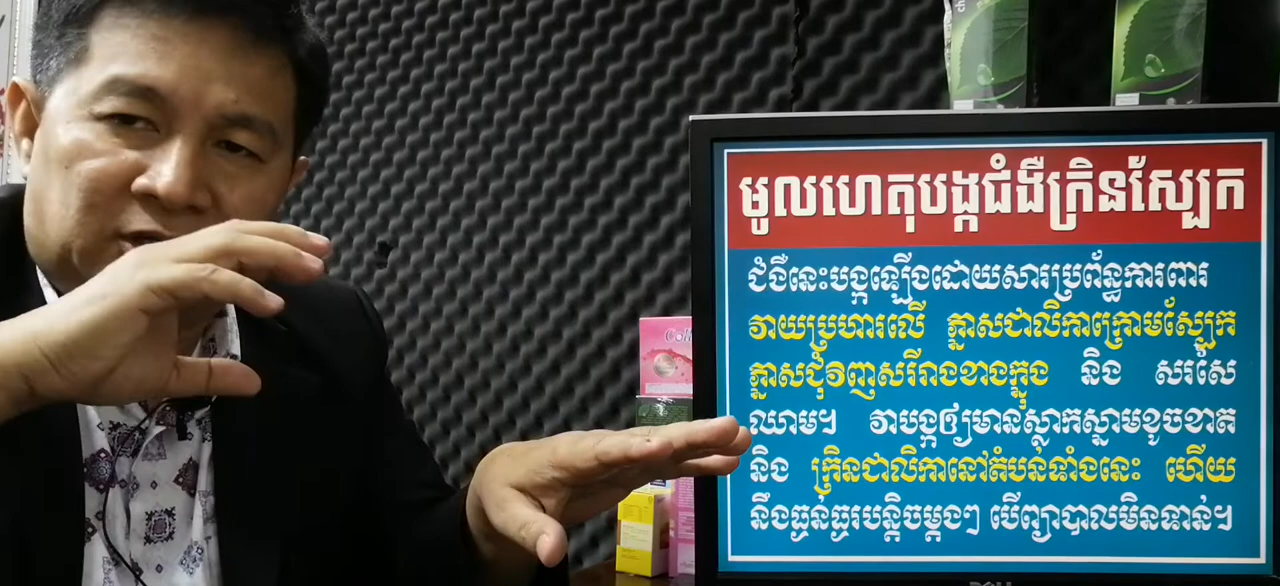 មូលហេតុបង្កជំងឺក្រិនស្បែក
ជំងឺនេះបង្កឡើងដោយសារប្រព័ន្ធការពារ
វាយប្រហារលើ ភ្នាសជាលិកាក្រោមស្បែក
ភ្នាសជុំវិញសរីរាងខាងក្នុង និង សរសៃ
ឈាម។ វាបង្កឲ្យមានស្លាកស្នាមខូចខាត
និង ក្រិនជាលិកានៅតំបន់ទាំងនេះ ហើយ
នឹងធ្ងន់ធ្ងរបន្តិចម្តងៗ បើព្យាបាលមិនទាន់។